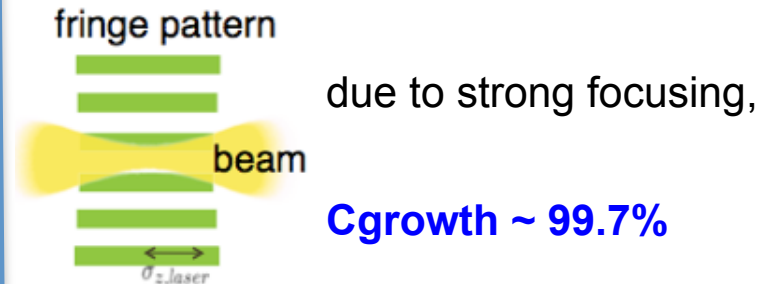 fringe pattern
due to strong focusing,
beam
Cgrowth ~ 99.7%
σz,laser